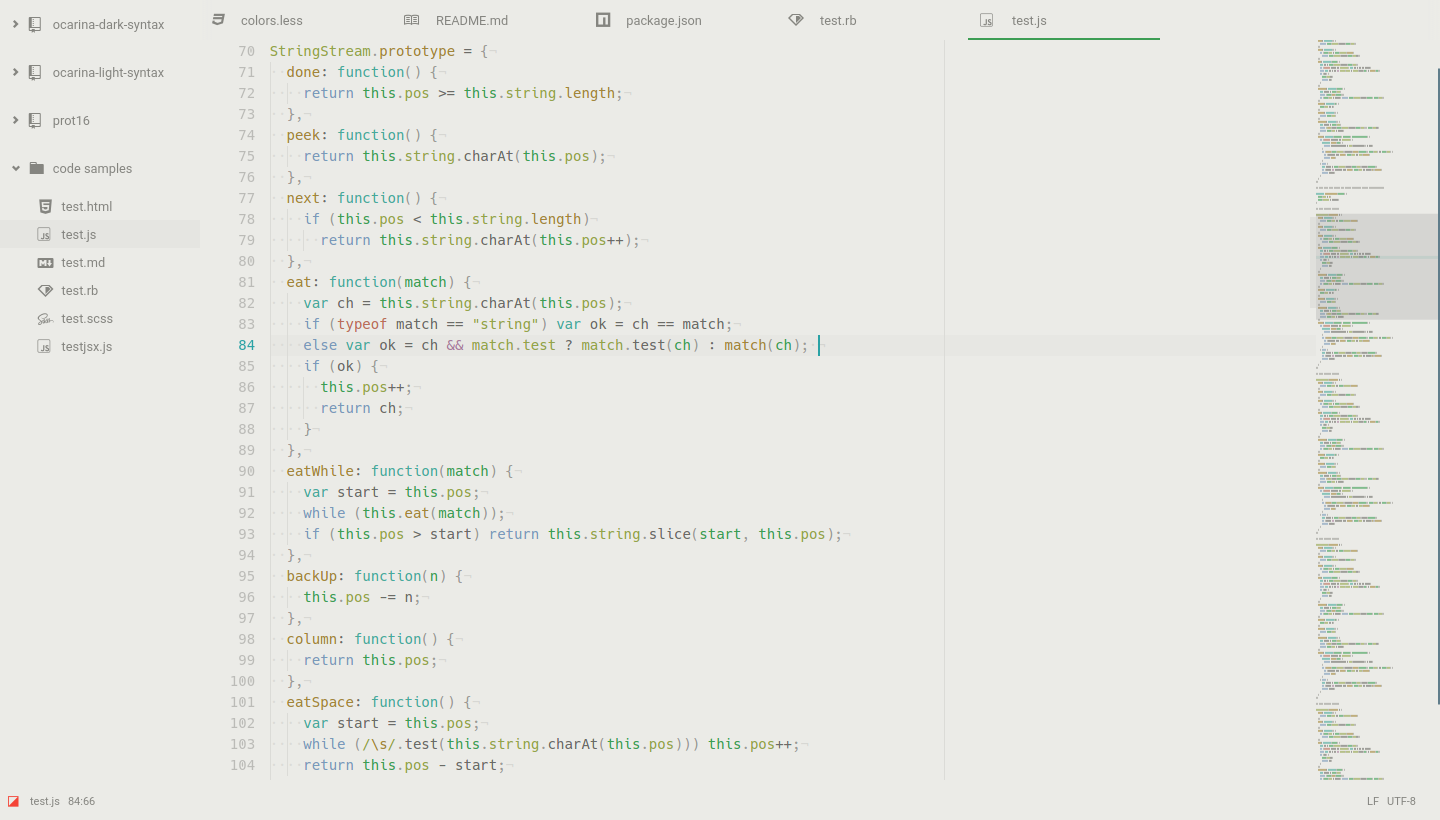 ocarina-dark-syntax
ocarina-light-syntax
prot16
code samples
test.html
test.js
test.md
test.rb
test.scss
testjsx.js
colors.less
README.md
package.json
test.rb
test.js
70 StringStream.prototype = {
71 done: function() {
72 return this.pos >= this.string.length;
73 },
74 peek: function() {
75 return this.string.charAt(this.pos);
76 },
77 next: function() {
78 if (this.pos < this.string.length)
79 return this.string.charAt(this.pos++);
80 },
81 eat: function(match) {
82 var ch = this.string.charAt(this.pos);
83 if (typeof match == "string") var ok = ch == match;
84 else var ok = ch && match.test ? match.test(ch) : match(ch);
85 if (ok) {
86 this.pos++;
87 return ch;
88 }
89 },
90 eatWhile: function(match) {
91 var start = this.pos;
92 while (this.eat(match));
93 if (this.pos > start) return this.string.slice(start, this.pos);
94 },
95 backUp: function(n) {
96 this.pos -= n;
97 },
98 column: function() {
99 return this.pos;
100 },
101 eatSpace: function() {
102 var start = this.pos;
103 while (/\s/.test(this.string.charAt(this.pos))) this.pos++;
104 return this.pos - start;
test.js 84:66
LF UTF-8